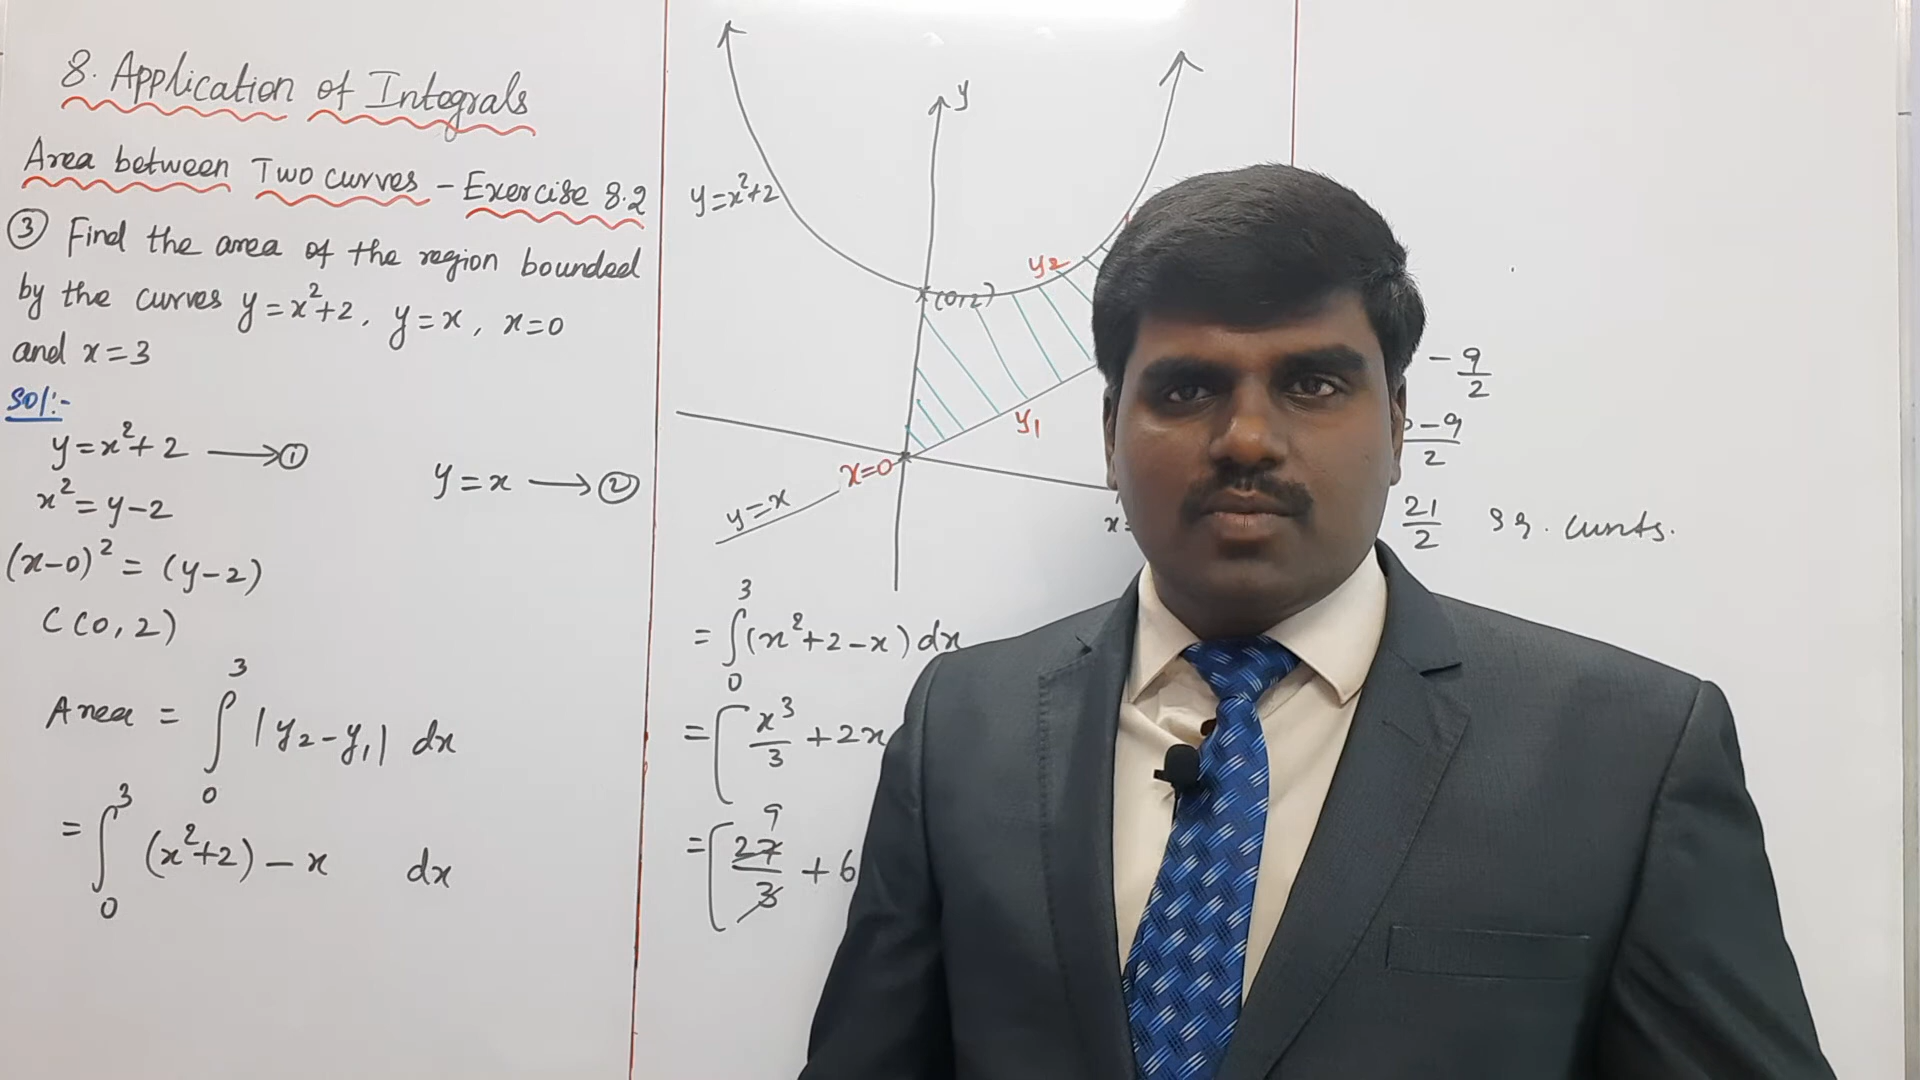 8. Application of Integrals
Area between Two curves - Exercise 8.2
③ Find the area of the region bounded
by the curves y=x²+2, y=x, x=0
and x=3
Sol:-
y=x²+2 ⟶ ①
y=x ⟶ ②
x²=y-2
(x-0)² = (y-2)
C(0,2)
Area = ∫₀³ |y₂-y₁| dx
= ∫₀³ (x²+2)-x dx
y
y=x²+2
y₂
(0,2)
y₁
x=0
y=x
x=
= ∫₀³ (x²+2-x) dx
= [x³/3 + 2x
= [27/3 9 + 6
- 9/2
-9/2
21/2 sq. units.